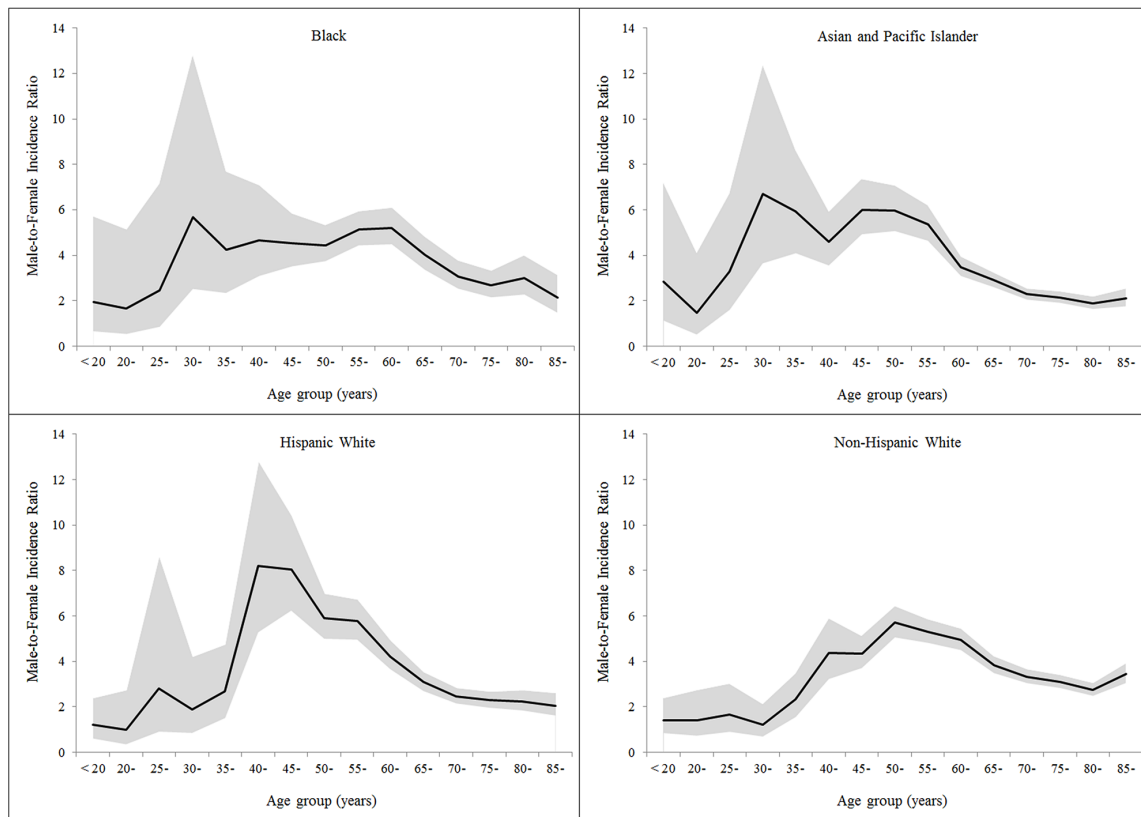 Black
Male-to-Female Incidence Ratio
14
12
10
8
6
4
2
0
< 20 20- 25- 30- 35- 40- 45- 50- 55- 60- 65- 70- 75- 80- 85-
Age group (years)
Asian and Pacific Islander
Male-to-Female Incidence Ratio
14
12
10
8
6
4
2
0
< 20 20- 25- 30- 35- 40- 45- 50- 55- 60- 65- 70- 75- 80- 85-
Age group (years)
Hispanic White
Male-to-Female Incidence Ratio
14
12
10
8
6
4
2
0
< 20 20- 25- 30- 35- 40- 45- 50- 55- 60- 65- 70- 75- 80- 85-
Age group (years)
Non-Hispanic White
Male-to-Female Incidence Ratio
14
12
10
8
6
4
2
0
< 20 20- 25- 30- 35- 40- 45- 50- 55- 60- 65- 70- 75- 80- 85-
Age group (years)